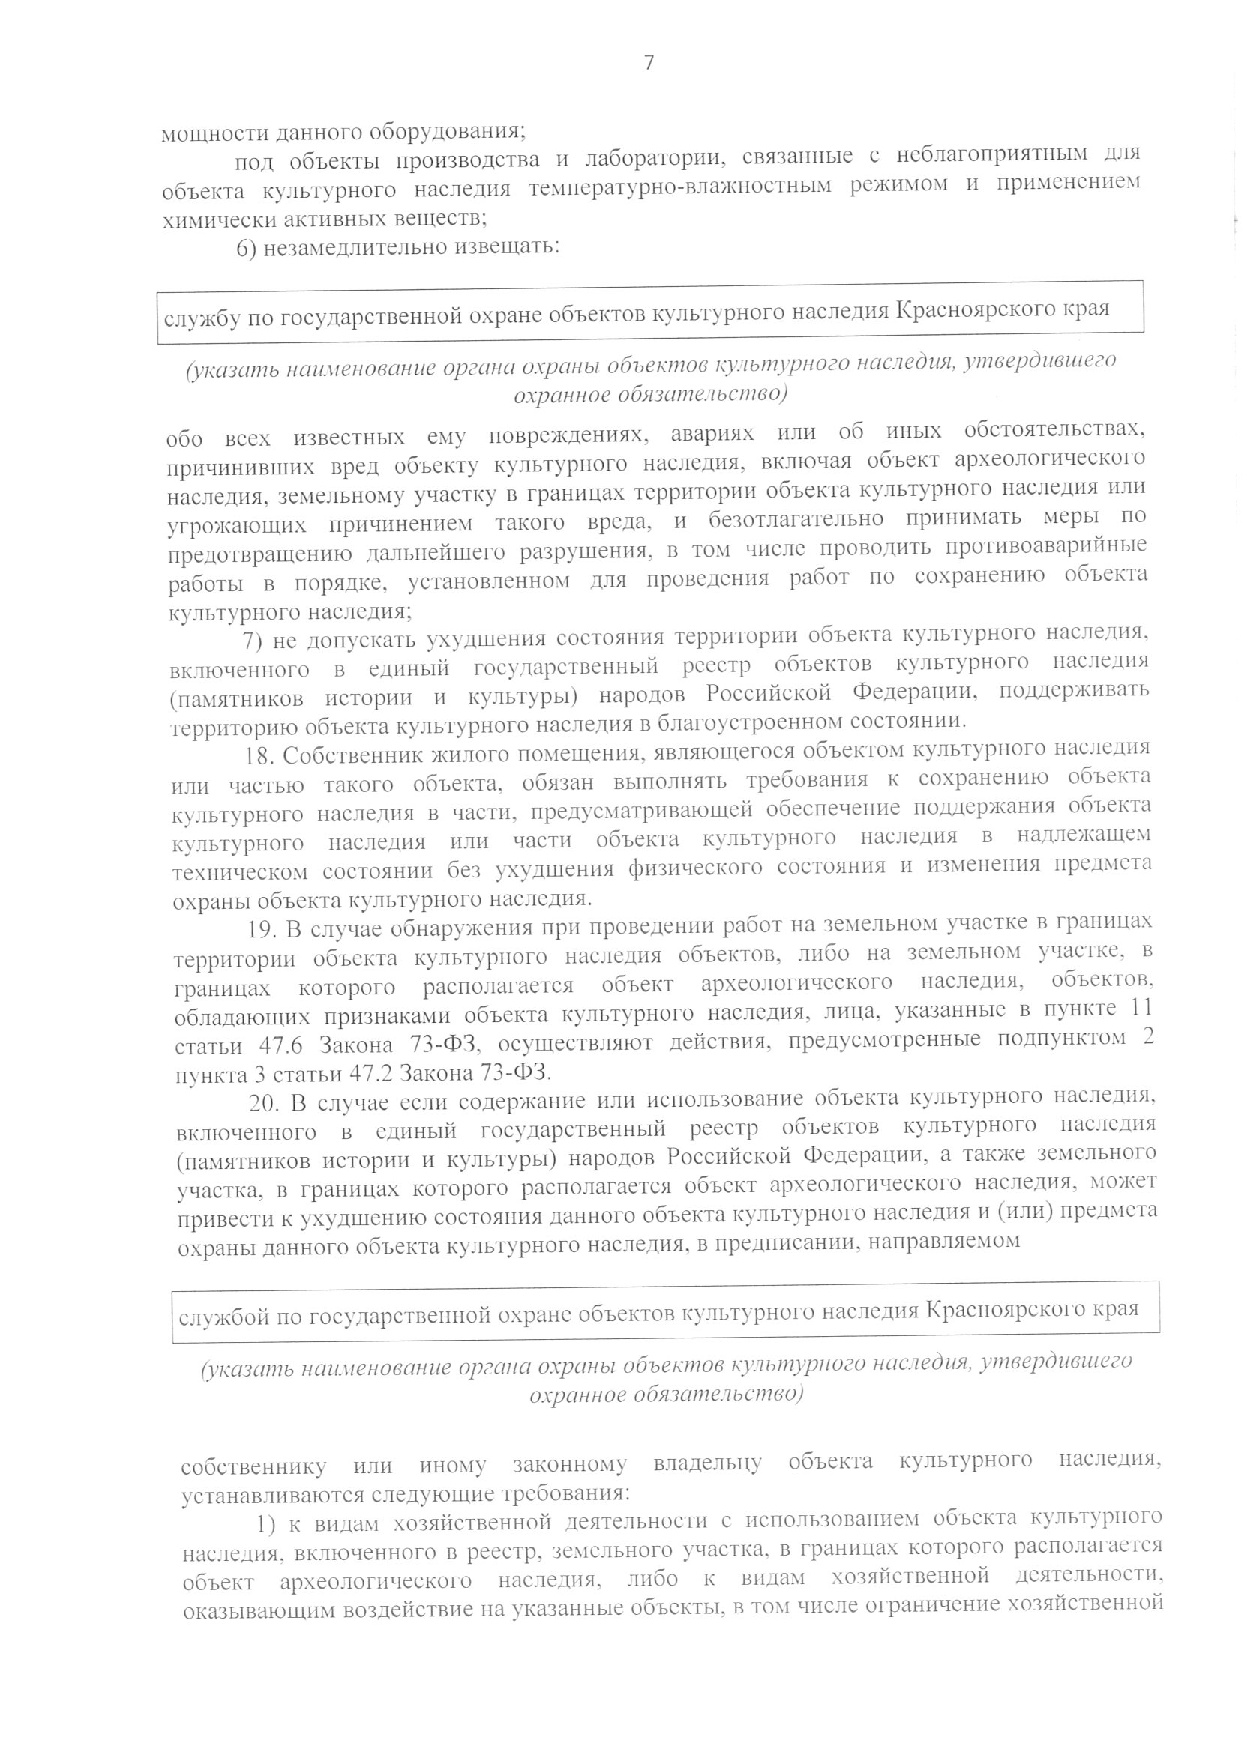 7
мощности данного оборудования;
под объекты производства и лаборатории, связанные с неблагоприятным для
объекта культурного наследия температурно-влажностным режимом и применением
химически активных веществ;
6) незамедлительно извещать:
службу по государственной охране объектов культурного наследия Красноярского края
(указать наименование органа охраны объектов культурного наследия, утвердившего
охранное обязательство)
обо всех известных ему повреждениях, авариях или об иных обстоятельствах,
причинивших вред объекту культурного наследия, включая объект археологического
наследия, земельному участку в границах территории объекта культурного наследия или
угрожающих причинением такого вреда, и безотлагательно принимать меры по
предотвращению дальнейшего разрушения, в том числе проводить противоаварийные
работы в порядке, установленном для проведения работ по сохранению объекта
культурного наследия;
7) не допускать ухудшения состояния территории объекта культурного наследия,
включенного в единый государственный реестр объектов культурного наследия
(памятников истории и культуры) народов Российской Федерации, поддерживать
территорию объекта культурного наследия в благоустроенном состоянии.
18. Собственник жилого помещения, являющегося объектом культурного наследия
или частью такого объекта, обязан выполнять требования к сохранению объекта
культурного наследия в части, предусматривающей обеспечение поддержания объекта
культурного наследия или части объекта культурного наследия в надлежащем
техническом состоянии без ухудшения физического состояния и изменения предмета
охраны объекта культурного наследия.
19. В случае обнаружения при проведении работ на земельном участке в границах
территории объекта культурного наследия объектов, либо на земельном участке, в
границах которого располагается объект археологического наследия, объектов,
обладающих признаками объекта культурного наследия, лица, указанные в пункте 11
статьи 47.6 Закона 73-ФЗ, осуществляют действия, предусмотренные подпунктом 2
пункта 3 статьи 47.2 Закона 73-ФЗ.
20. В случае если содержание или использование объекта культурного наследия,
включенного в единый государственный реестр объектов культурного наследия
(памятников истории и культуры) народов Российской Федерации, а также земельного
участка, в границах которого располагается объект археологического наследия, может
привести к ухудшению состояния данного объекта культурного наследия и (или) предмета
охраны данного объекта культурного наследия, в предписании, направляемом
службой по государственной охране объектов культурного наследия Красноярского края
(указать наименование органа охраны объектов культурного наследия, утвердившего
охранное обязательство)
собственнику или иному законному владельцу объекта культурного наследия,
устанавливаются следующие требования:
1) к видам хозяйственной деятельности с использованием объекта культурного
наследия, включенного в реестр, земельного участка, в границах которого располагается
объект археологического наследия, либо к видам хозяйственной деятельности,
оказывающим воздействие на указанные объекты, в том числе ограничение хозяйственной